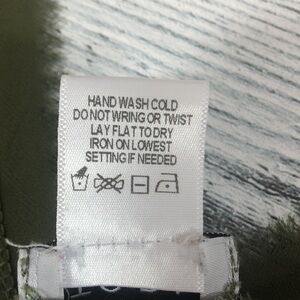 HAND WASH COLD
DO NOT WRING OR TWIST
LAY FLAT TO DRY
IRON ON LOWEST
SETTING IF NEEDED